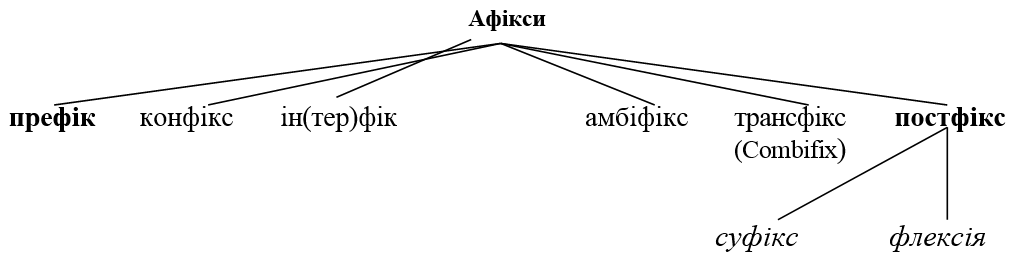 Афікси
префік конфікс ін(тер)фік амбіфікс трансфікс постфікс
(Combifix)
суфікс флексія